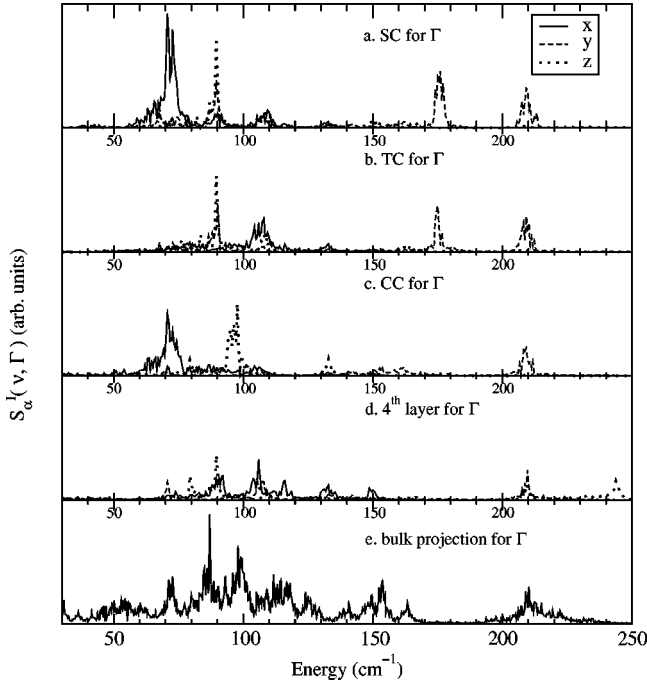 x
a. SC for Γ
y
z
50 100 150 200
b. TC for Γ
50 100 150 200
c. CC for Γ
50 100 150 200
d. 4th layer for Γ
50 100 150 200
e. bulk projection for Γ
50 100 150 200 250
Energy (cm⁻¹)
S_α^I(ν, Γ) (arb. units)